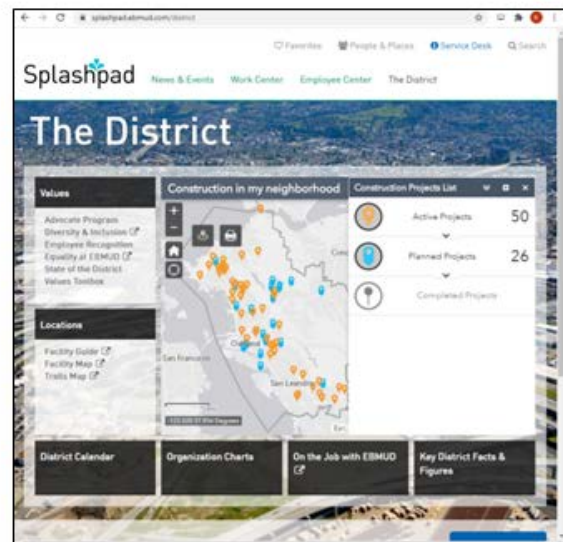 splashpad.ebmud.com/district
Favorites People & Places Service Desk Search
Splashpad News & Events Work Center Employee Center The District
The District
Values
Advocate Program
Diversity & Inclusion
Employee Recognition
Equality at EBMUD
State of the District
Values Toolbox
Locations
Facility Guide
Facility Map
Trails Map
Construction in my neighborhood
+
−
San Francisco
San Leandro
Construction Projects List
Active Projects 50
Planned Projects 26
Completed Projects
District Calendar
Organization Charts
On the Job with EBMUD
Key District Facts & Figures